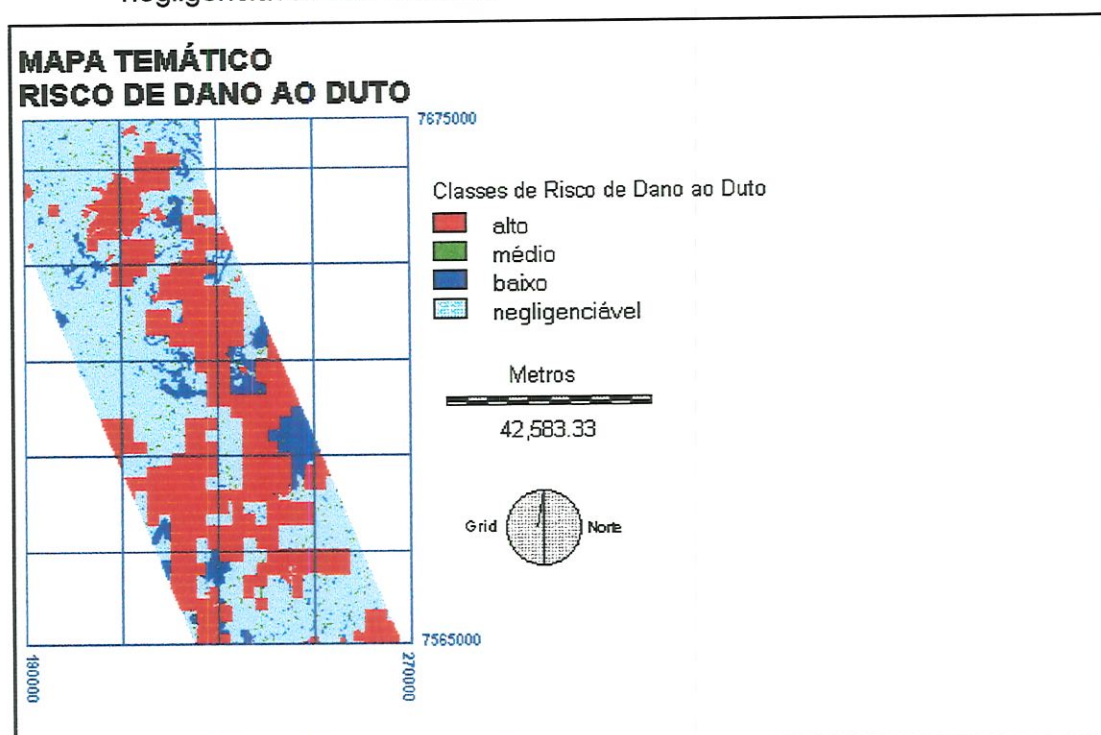 MAPA TEMÁTICO
RISCO DE DANO AO DUTO
7675000
Classes de Risco de Dano ao Duto
alto
médio
baixo
negligenciável
Metros
42,583.33
Grid
Norte
7565000
190000
270000